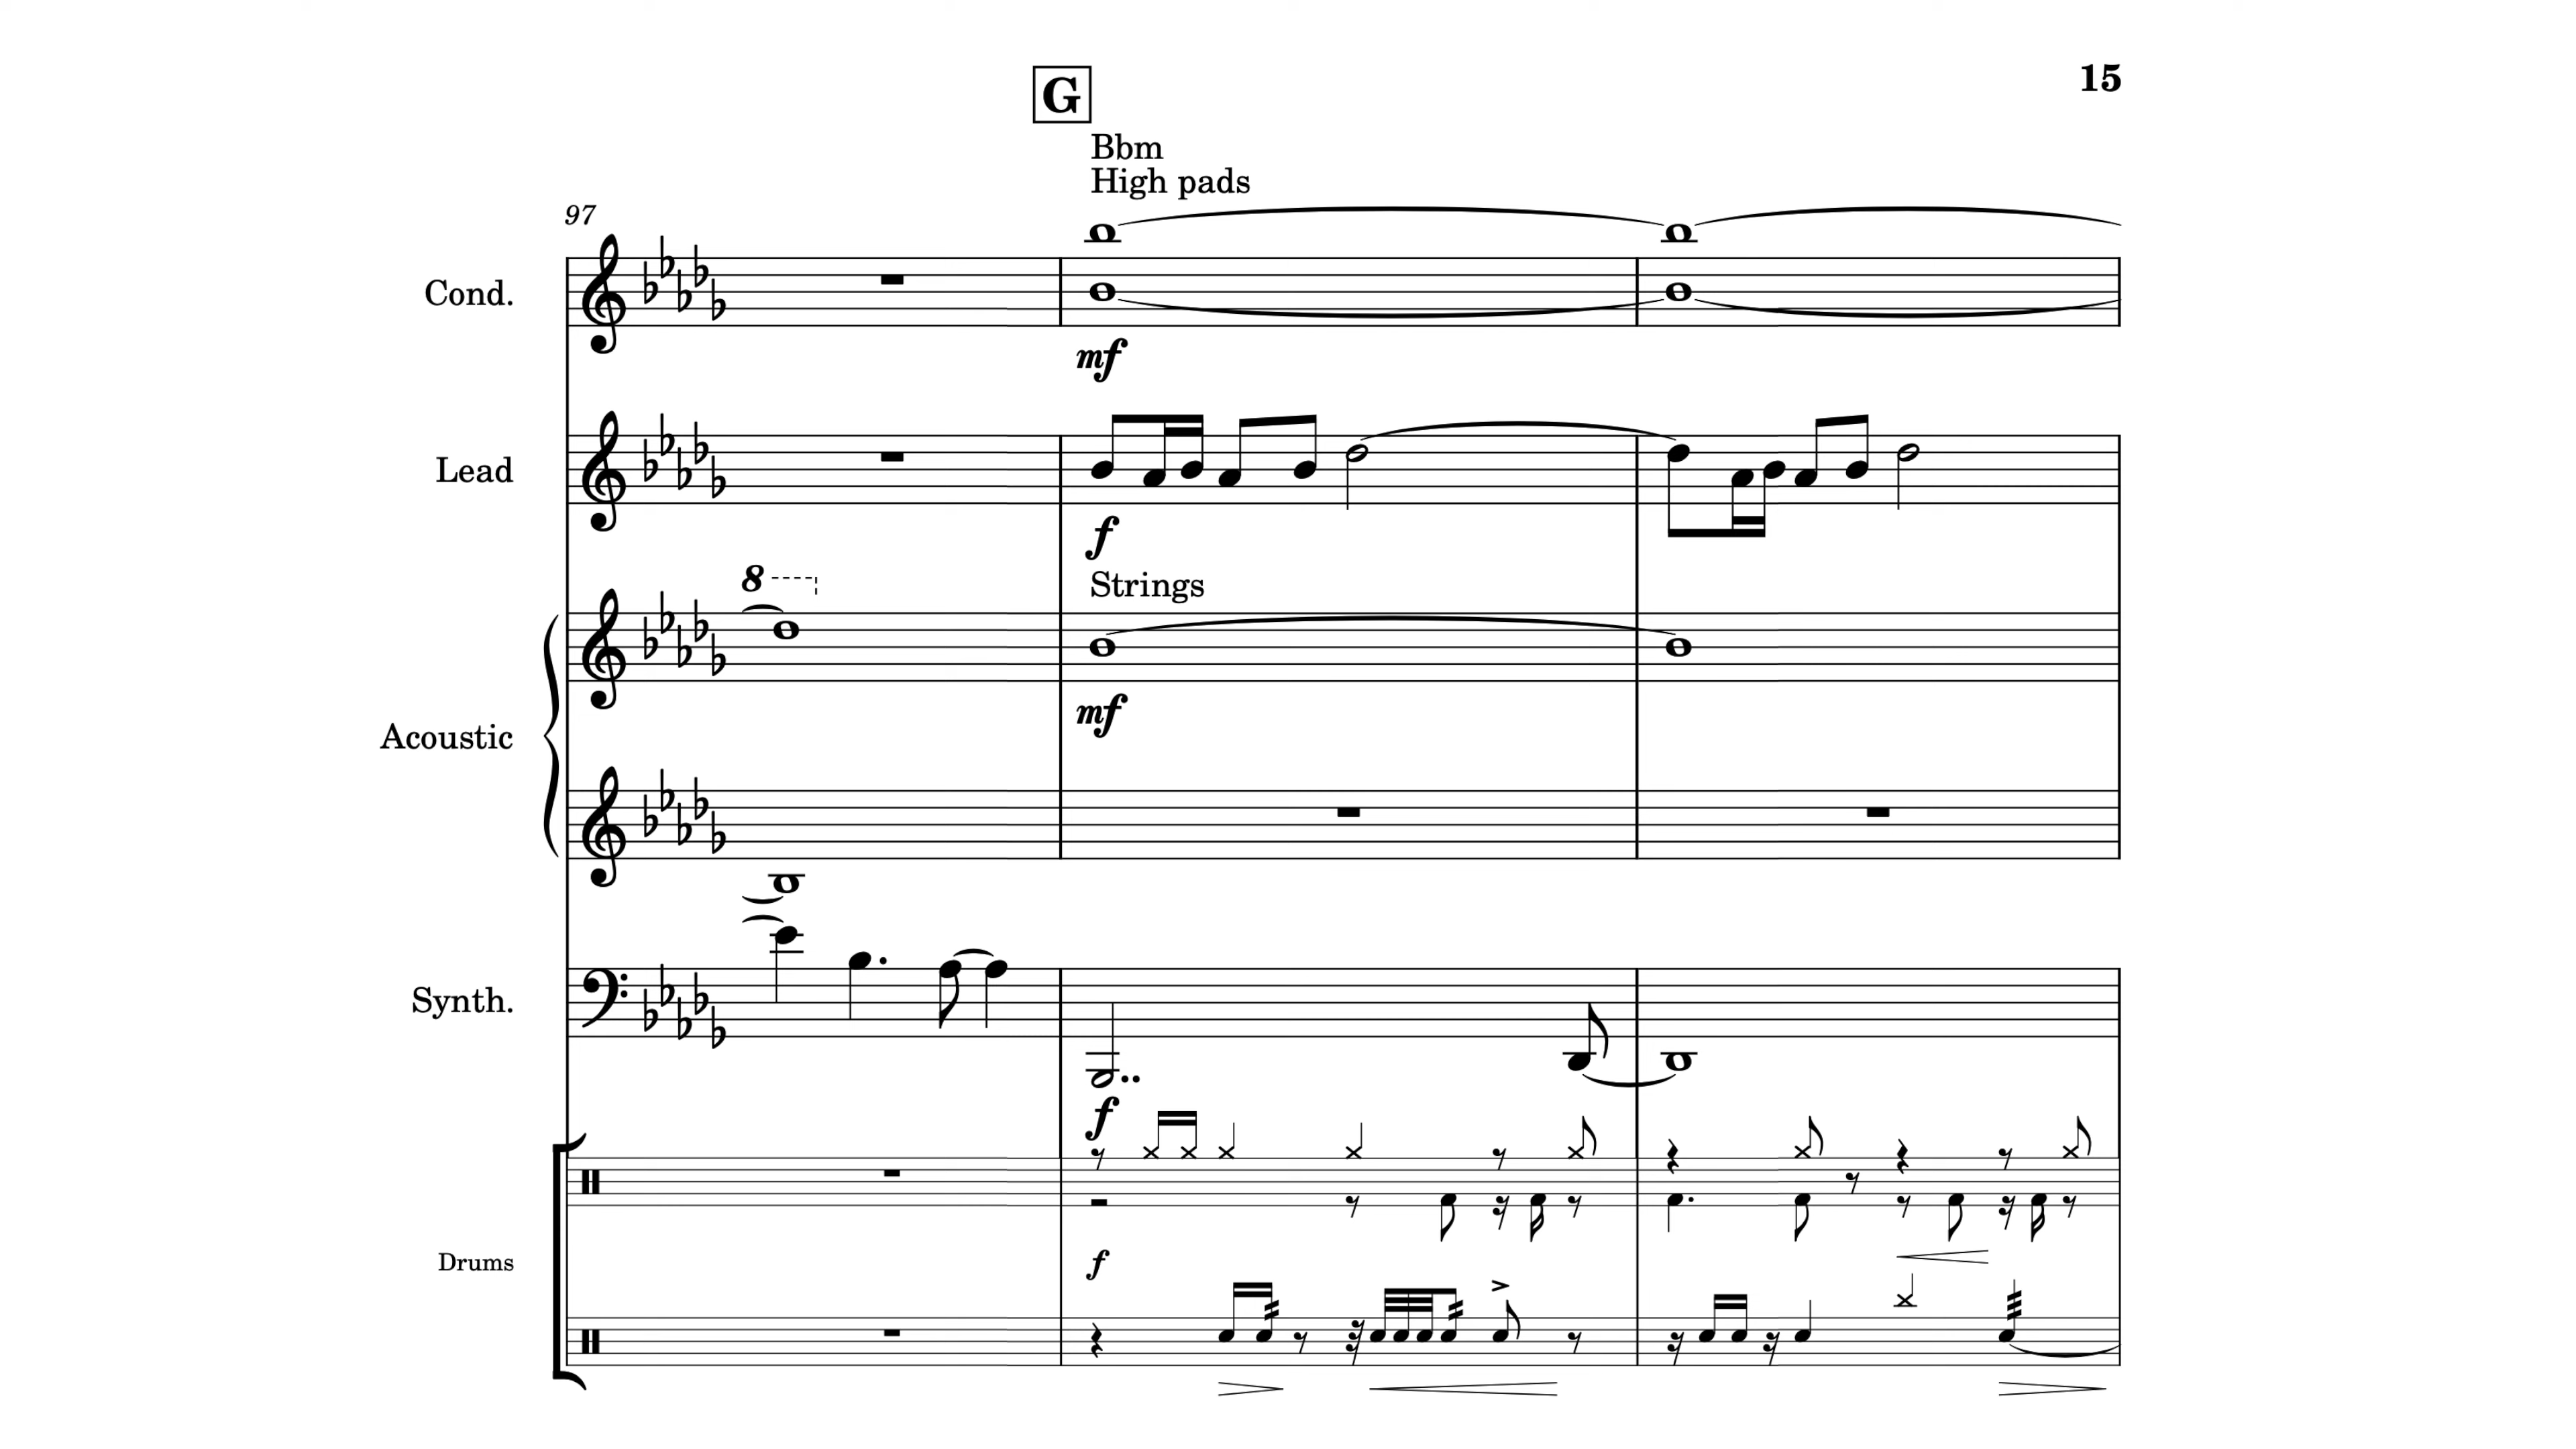 15
G
Bbm
High pads
97
Cond.
mf
Lead
f
8
Strings
Acoustic
mf
Synth.
f
Drums
f